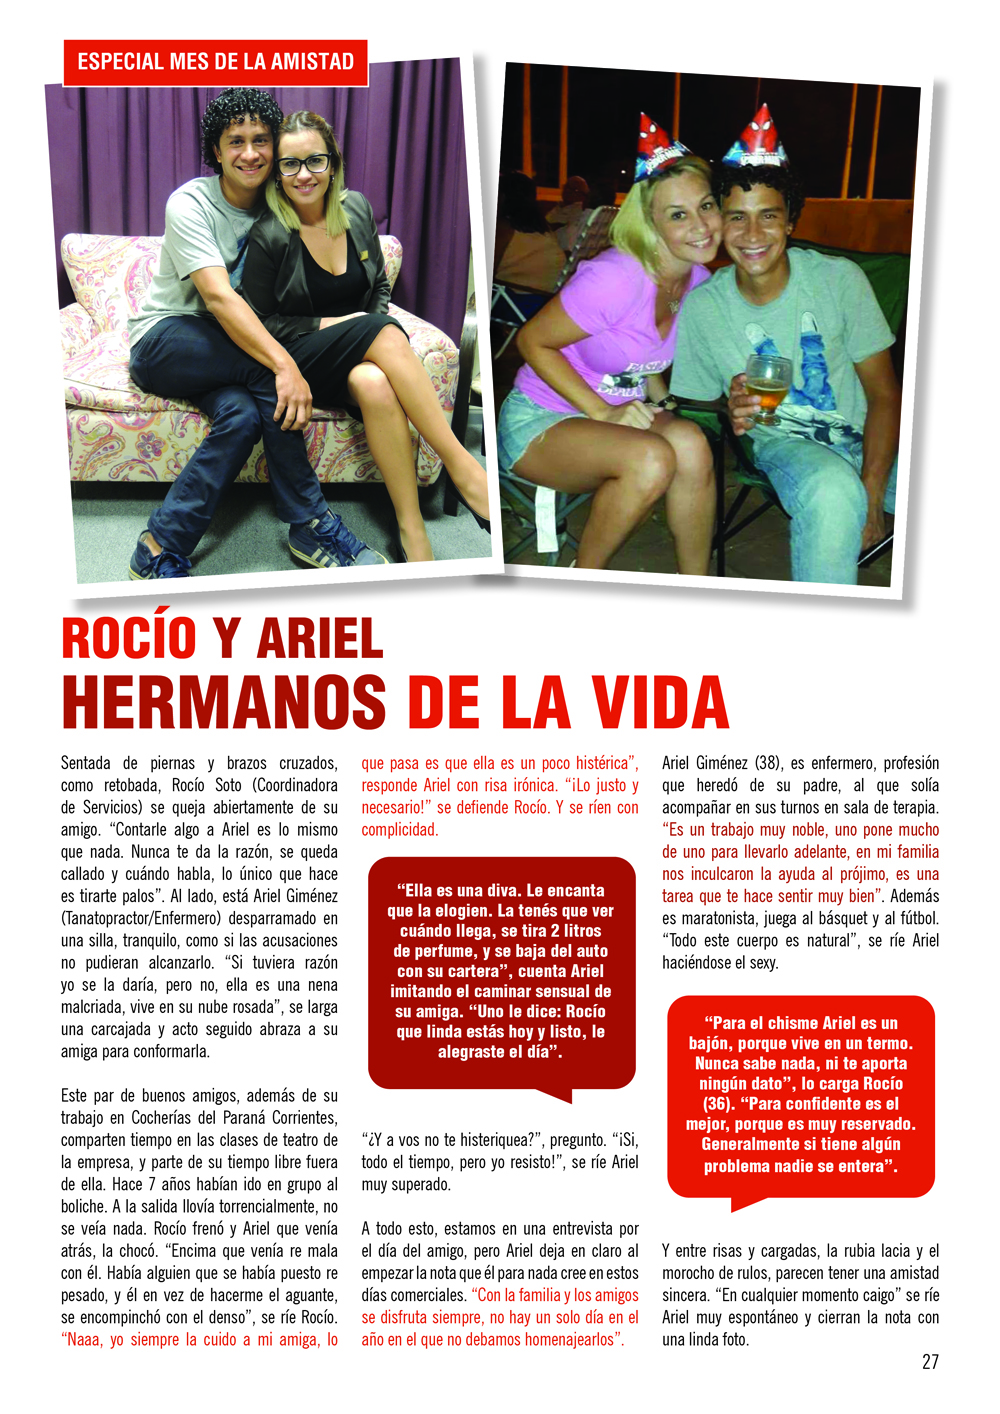 ESPECIAL MES DE LA AMISTAD
ROCÍO Y ARIEL
HERMANOS DE LA VIDA
Sentada de piernas y brazos cruzados,
como retobada, Rocío Soto (Coordinadora
de Servicios) se queja abiertamente de su
amigo. “Contarle algo a Ariel es lo mismo
que nada. Nunca te da la razón, se queda
callado y cuándo habla, lo único que hace
es tirarte palos”. Al lado, está Ariel Giménez
(Tanatopractor/Enfermero) desparramado en
una silla, tranquilo, como si las acusaciones
no pudieran alcanzarlo. “Si tuviera razón
yo se la daría, pero no, ella es una nena
malcriada, vive en su nube rosada”, se larga
una carcajada y acto seguido abraza a su
amiga para conformarla.
Este par de buenos amigos, además de su
trabajo en Cocherías del Paraná Corrientes,
comparten tiempo en las clases de teatro de
la empresa, y parte de su tiempo libre fuera
de ella. Hace 7 años habían ido en grupo al
boliche. A la salida llovía torrencialmente, no
se veía nada. Rocío frenó y Ariel que venía
atrás, la chocó. “Encima que venía re mala
con él. Había alguien que se había puesto re
pesado, y él en vez de hacerme el aguante,
se encompinchó con el denso”, se ríe Rocío.
“Naaa, yo siempre la cuido a mi amiga, lo
que pasa es que ella es un poco histérica”,
responde Ariel con risa irónica. “¡Lo justo y
necesario!” se defiende Rocío. Y se ríen con
complicidad.
“Ella es una diva. Le encanta
que la elogien. La tenés que ver
cuándo llega, se tira 2 litros
de perfume, y se baja del auto
con su cartera”, cuenta Ariel
imitando el caminar sensual de
su amiga. “Uno le dice: Rocío
que linda estás hoy y listo, le
alegraste el día”.
“¿Y a vos no te histeriquea?”, pregunto. “¡Si,
todo el tiempo, pero yo resisto!”, se ríe Ariel
muy superado.
A todo esto, estamos en una entrevista por
el día del amigo, pero Ariel deja en claro al
empezar la nota que él para nada cree en estos
días comerciales. “Con la familia y los amigos
se disfruta siempre, no hay un solo día en el
año en el que no debamos homenajearlos”.
Ariel Giménez (38), es enfermero, profesión
que heredó de su padre, al que solía
acompañar en sus turnos en sala de terapia.
“Es un trabajo muy noble, uno pone mucho
de uno para llevarlo adelante, en mi familia
nos inculcaron la ayuda al prójimo, es una
tarea que te hace sentir muy bien”. Además
es maratonista, juega al básquet y al fútbol.
“Todo este cuerpo es natural”, se ríe Ariel
haciéndose el sexy.
“Para el chisme Ariel es un
bajón, porque vive en un termo.
Nunca sabe nada, ni te aporta
ningún dato”, lo carga Rocío
(36). “Para confidente es el
mejor, porque es muy reservado.
Generalmente si tiene algún
problema nadie se entera”.
Y entre risas y cargadas, la rubia lacia y el
morocho de rulos, parecen tener una amistad
sincera. “En cualquier momento caigo” se ríe
Ariel muy espontáneo y cierran la nota con
una linda foto.
27